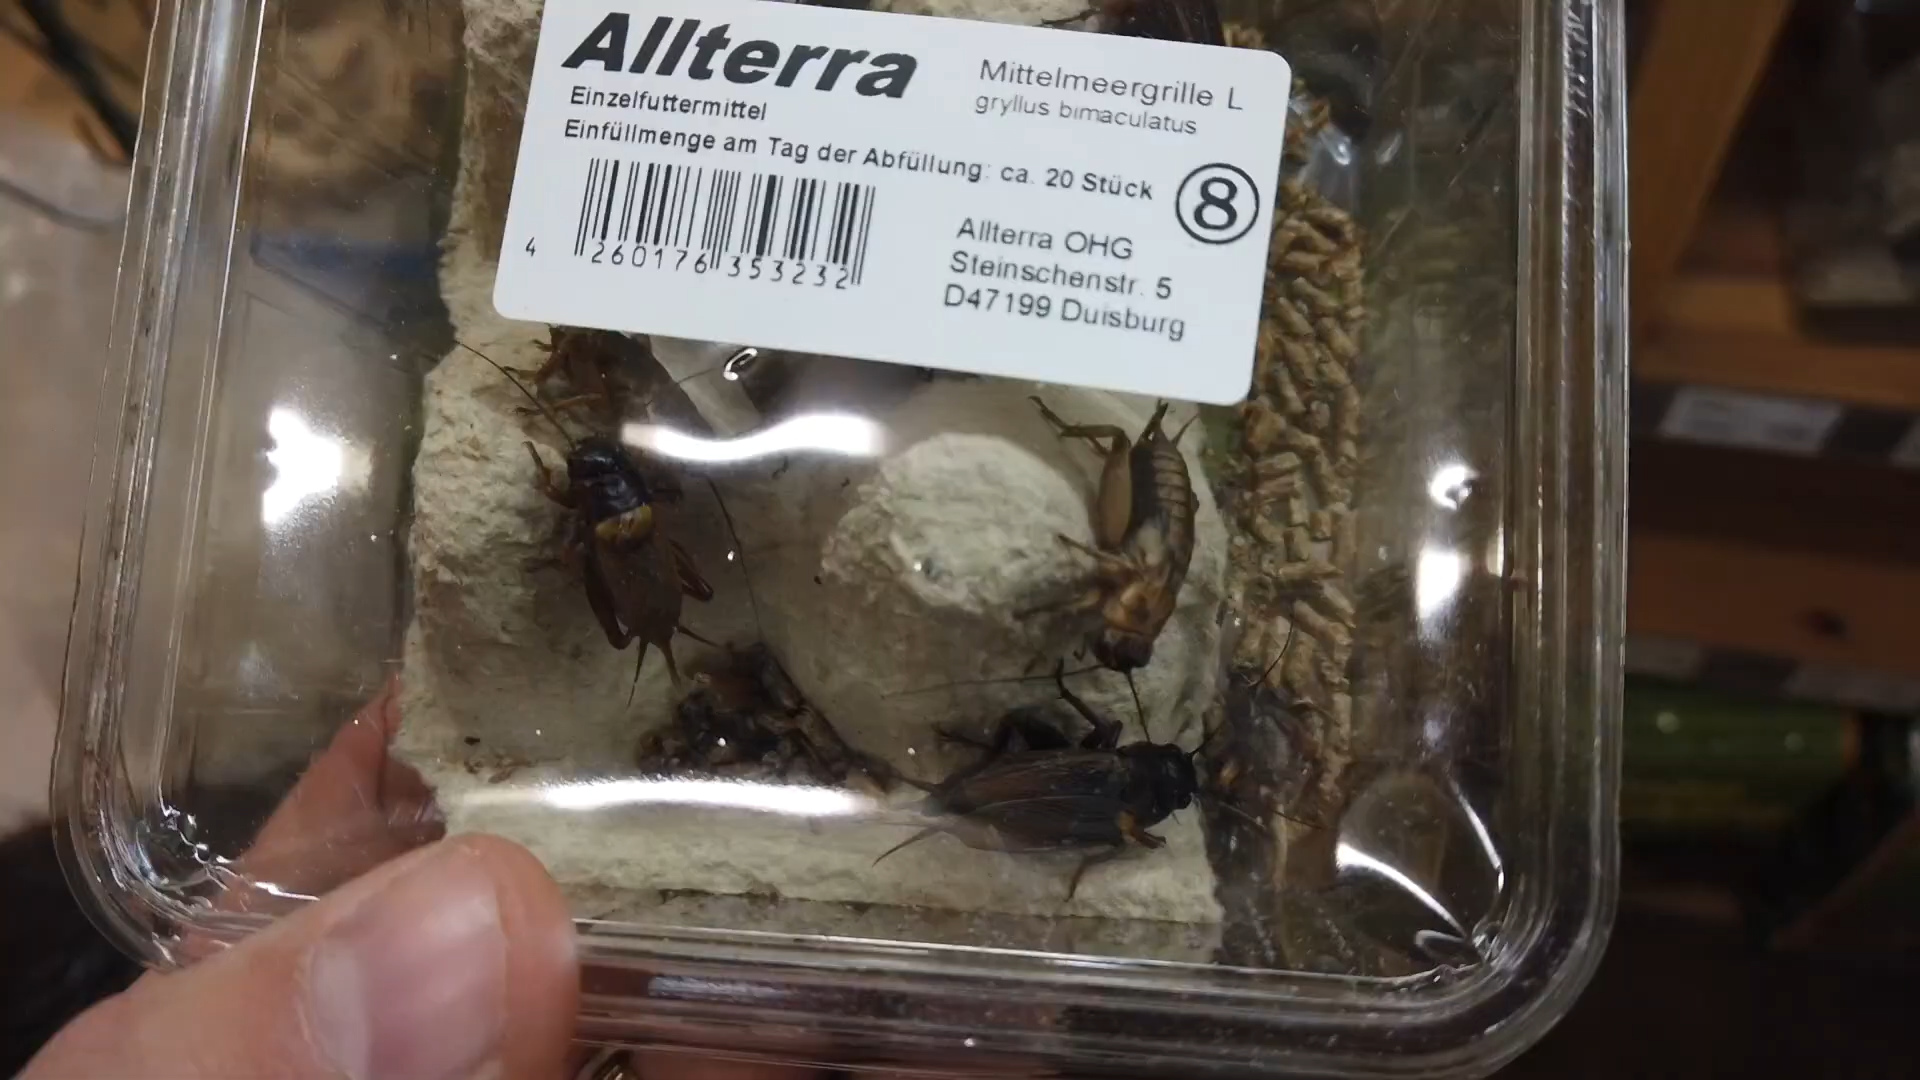 Allterra
Mittelmeergrille L
gryllus bimaculatus
Einzelfuttermittel
Einfüllmenge am Tag der Abfüllung: ca. 20 Stück
8
4 260176 353232
Allterra OHG
Steinschenstr. 5
D47199 Duisburg